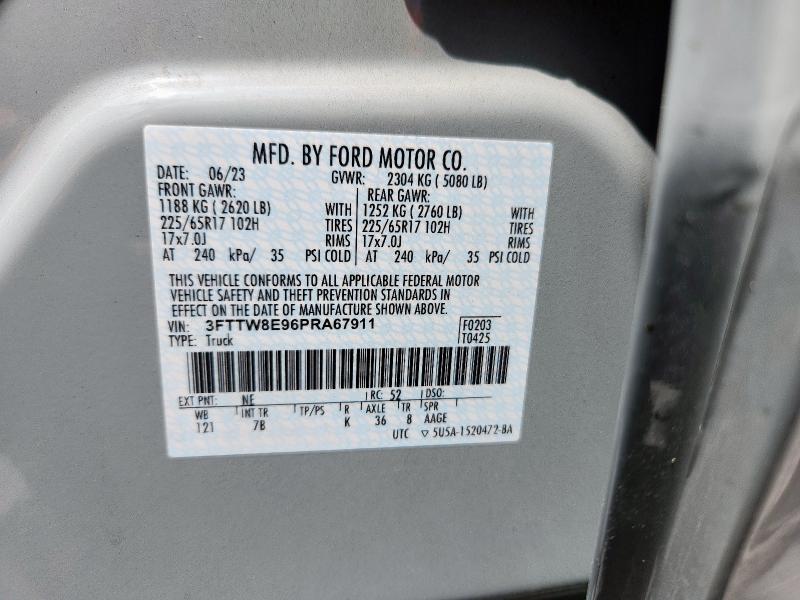 MFD. BY FORD MOTOR CO.
DATE: 06/23 GVWR: 2304 KG ( 5080 LB)
FRONT GAWR: REAR GAWR:
1188 KG ( 2620 LB) WITH 1252 KG ( 2760 LB) WITH
225/65R17 102H TIRES 225/65R17 102H TIRES
17x7.0J RIMS 17x7.0J RIMS
AT 240 kPa/ 35 PSI COLD AT 240 kPa/ 35 PSI COLD
THIS VEHICLE CONFORMS TO ALL APPLICABLE FEDERAL MOTOR
VEHICLE SAFETY AND THEFT PREVENTION STANDARDS IN
EFFECT ON THE DATE OF MANUFACTURE SHOWN ABOVE.
VIN: 3FTTW8E96PRA67911 F0203
TYPE: Truck T0425
EXT PNT: NE RC: 52 DSO:
WB INT TR TP/PS R AXLE TR SPR
121 7B K 36 8 AAGE
UTC ▽ 5U5A-1520472-BA